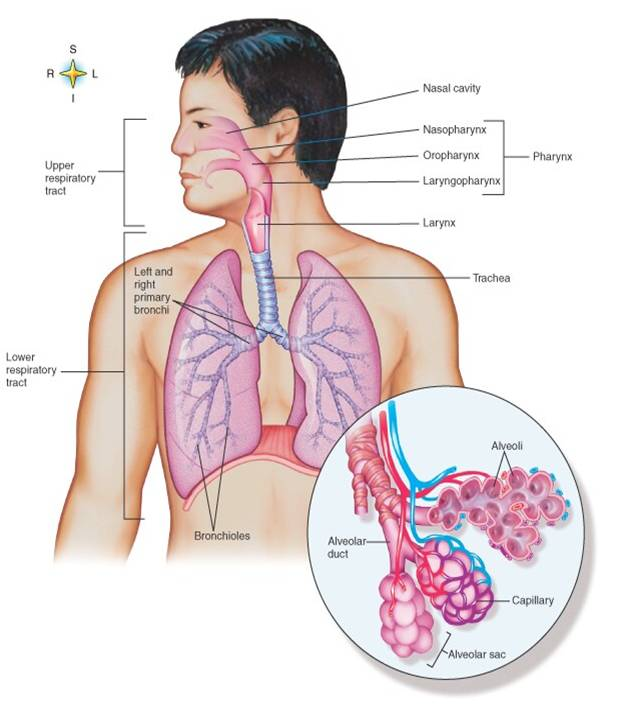 S
R L
I
Nasal cavity
Nasopharynx
Oropharynx
Pharynx
Laryngopharynx
Upper
respiratory
tract
Larynx
Left and
right
primary
bronchi
Trachea
Lower
respiratory
tract
Bronchioles
Alveoli
Alveolar
duct
Capillary
Alveolar sac